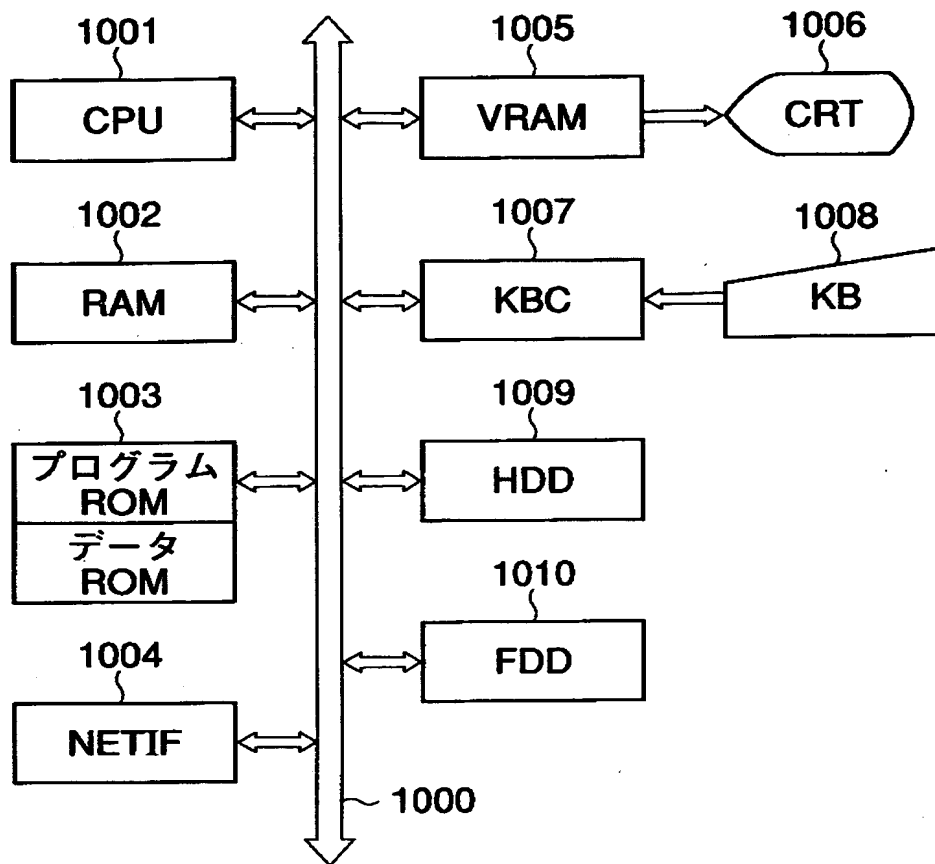 1001
CPU
1002
RAM
1003
プログラム
ROM
データ
ROM
1004
NETIF
1005
VRAM
1006
CRT
1007
KBC
1008
KB
1009
HDD
1010
FDD
1000